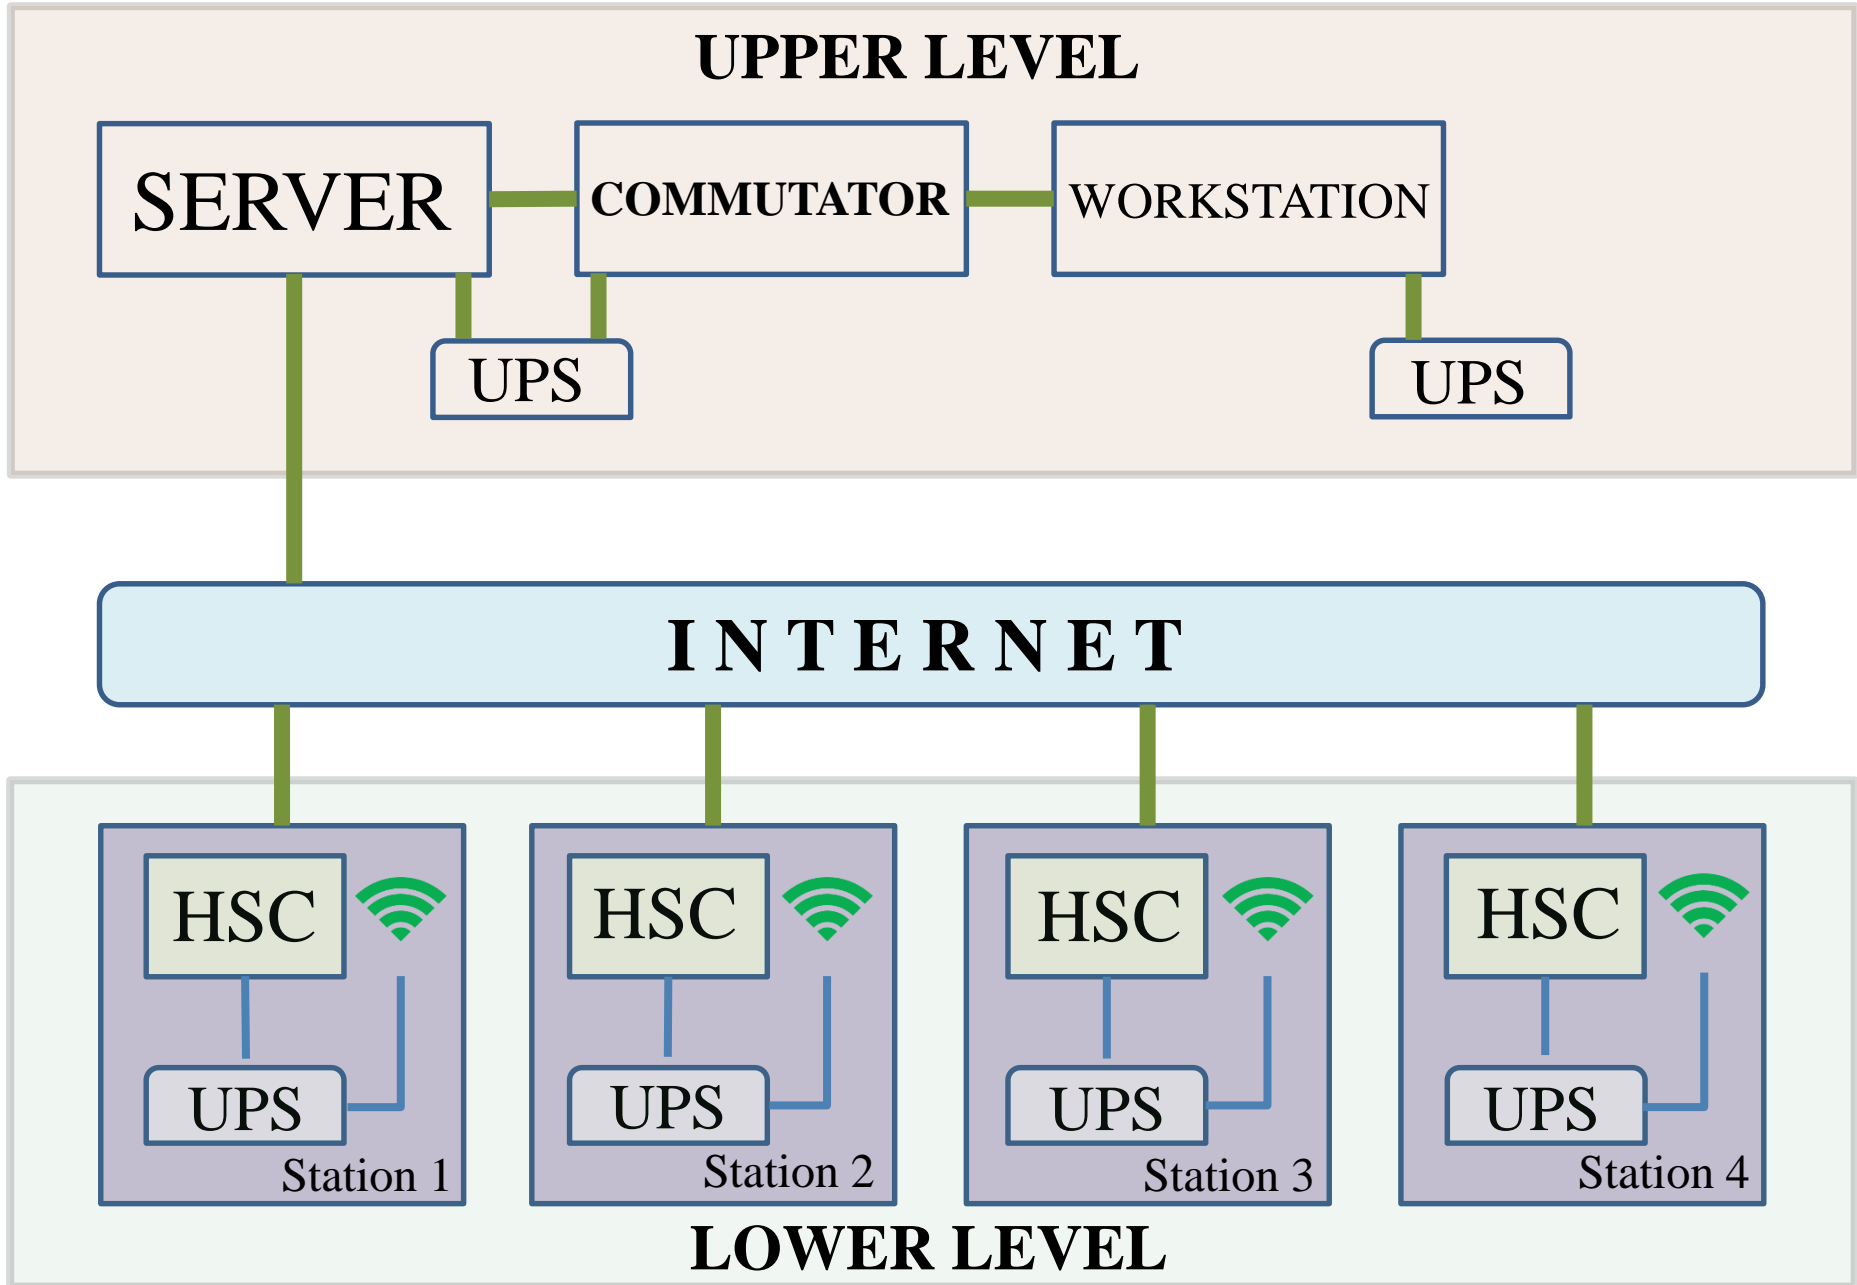 UPPER LEVEL
SERVER
COMMUTATOR
WORKSTATION
UPS
UPS
INTERNET
HSC
HSC
HSC
HSC
UPS
UPS
UPS
UPS
Station 1
Station 2
Station 3
Station 4
LOWER LEVEL